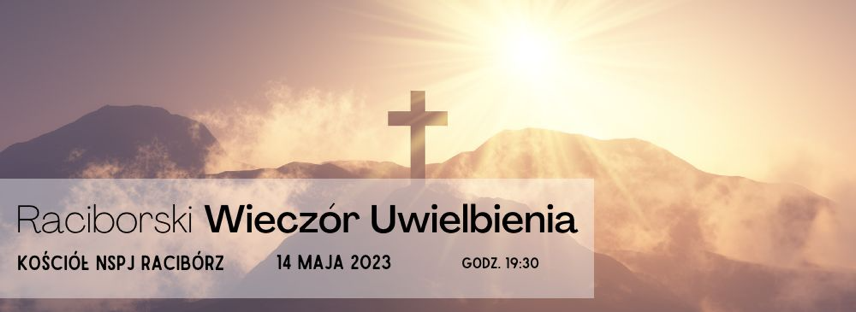 Raciborski Wieczór Uwielbienia
KOŚCIÓŁ NSPJ RACIBÓRZ 14 MAJA 2023 GODZ. 19:30